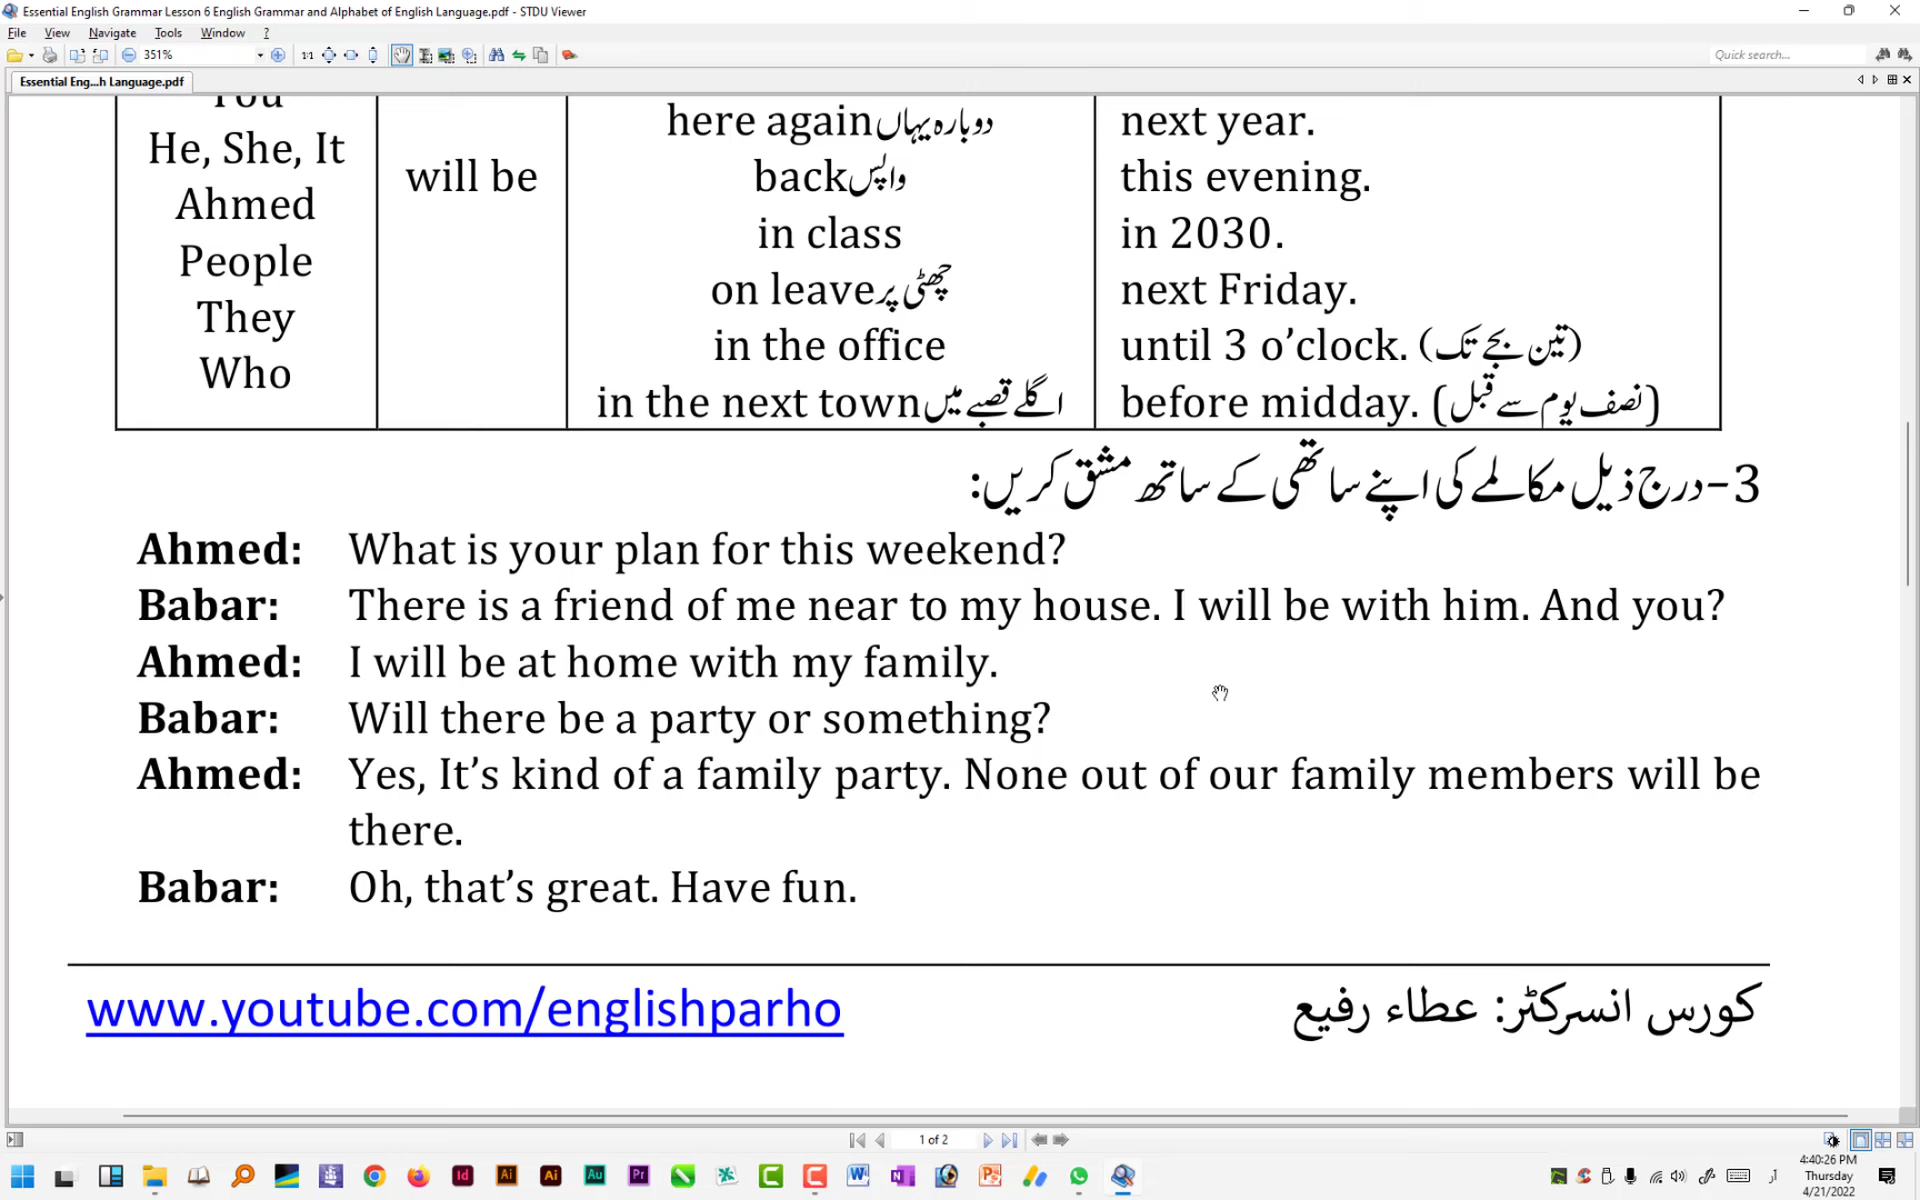 Essential English Grammar Lesson 6 English Grammar and Alphabet of English Language.pdf - STDU Viewer
File View Navigate Tools Window ?
351% 1:1 Quick search...
Essential Eng...h Language.pdf
You
He, She, It
Ahmed
People
They
Who
will be
here again دوبارہ یہاں
back واپس
in class
on leave چھٹی پر
in the office
in the next town اگلے قصبے میں
next year.
this evening.
in 2030.
next Friday.
until 3 o’clock. (تین بجے تک)
before midday. (نصف یوم سے قبل)
3- درج ذیل مکالمے کی اپنے ساتھی کے ساتھ مشق کریں:
Ahmed: What is your plan for this weekend?
Babar: There is a friend of me near to my house. I will be with him. And you?
Ahmed: I will be at home with my family.
Babar: Will there be a party or something?
Ahmed: Yes, It’s kind of a family party. None out of our family members will be
there.
Babar: Oh, that’s great. Have fun.
www.youtube.com/englishparho
کورس انسرکٹر: عطاء رفیع
1 of 2
4:40:26 PM
Thursday
4/21/2022